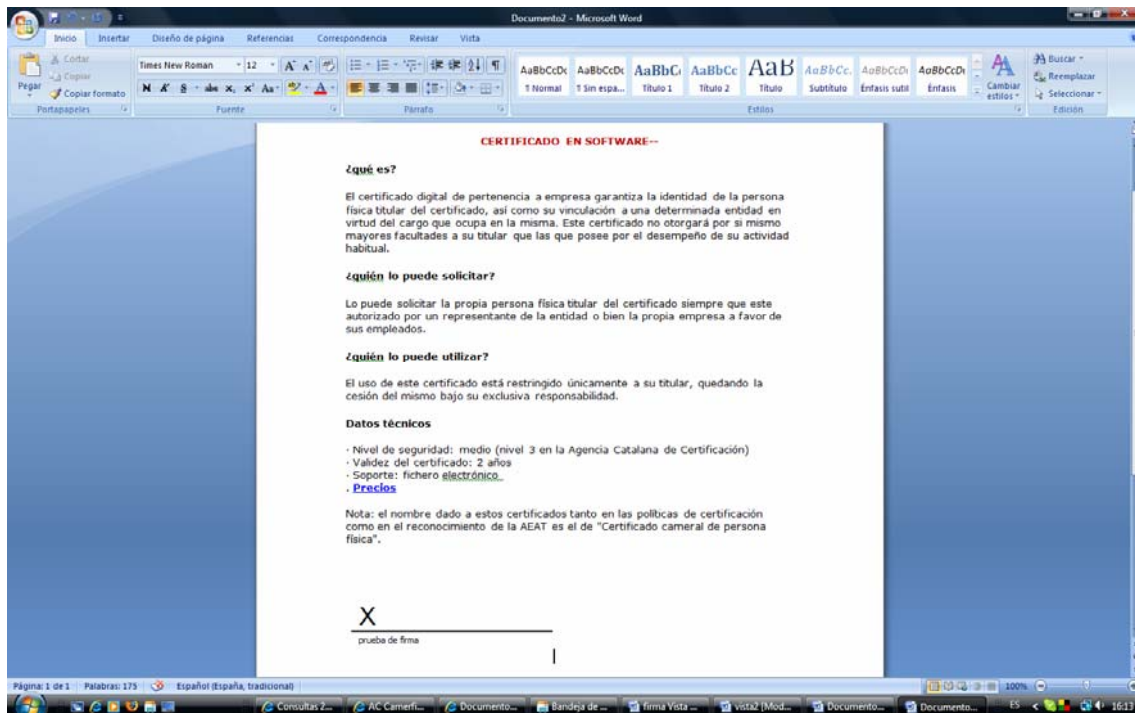 Documento2 - Microsoft Word
Inicio Insertar Diseño de página Referencias Correspondencia Revisar Vista
Cortar
Copiar
Copiar formato
Pegar
Portapapeles
Times New Roman 12
Fuente
Párrafo
AaBbCcDc AaBbCcDc AaBbC AaBbCc AaB AaBbCc. AaBbCcDi AaBbCcDi
1 Normal 1 Sin espa... Título 1 Título 2 Título Subtítulo Énfasis sutil Énfasis
Cambiar estilos
Estilos
Buscar
Reemplazar
Seleccionar
Edición
CERTIFICADO EN SOFTWARE--
¿qué es?
El certificado digital de pertenencia a empresa garantiza la identidad de la persona
física titular del certificado, así como su vinculación a una determinada entidad en
virtud del cargo que ocupa en la misma. Este certificado no otorgará por si mismo
mayores facultades a su titular que las que posee por el desempeño de su actividad
habitual.
¿quién lo puede solicitar?
Lo puede solicitar la propia persona física titular del certificado siempre que este
autorizado por un representante de la entidad o bien la propia empresa a favor de
sus empleados.
¿quién lo puede utilizar?
El uso de este certificado está restringido únicamente a su titular, quedando la
cesión del mismo bajo su exclusiva responsabilidad.
Datos técnicos
· Nivel de seguridad: medio (nivel 3 en la Agencia Catalana de Certificación)
· Validez del certificado: 2 años
· Soporte: fichero electrónico
. Precios
Nota: el nombre dado a estos certificados tanto en las políticas de certificación
como en el reconocimiento de la AEAT es el de "Certificado cameral de persona
física".
X
prueba de firma
Página: 1 de 1 Palabras: 175 Español (España, tradicional) 100%
Consultas 2... AC Camerfi... Documento... Bandeja de ... firma Vista ... vista2 [Mod... Documento... Documento... ES 16:13